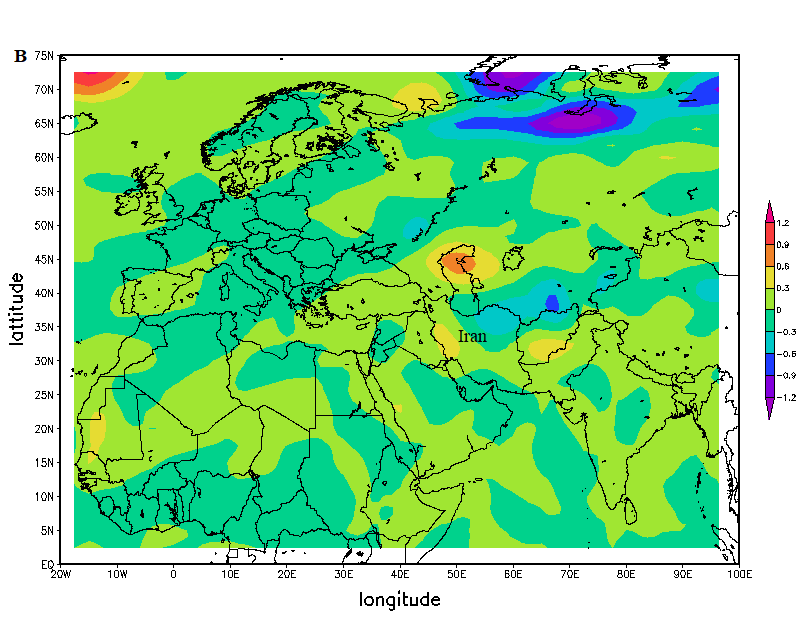 B
75N
70N
65N
60N
55N
50N
45N
40N
35N
30N
25N
20N
15N
10N
5N
EQ
20W 10W 0 10E 20E 30E 40E 50E 60E 70E 80E 90E 100E
longitude
lattitude
Iran
1.2
0.9
0.6
0.3
0
-0.3
-0.6
-0.9
-1.2